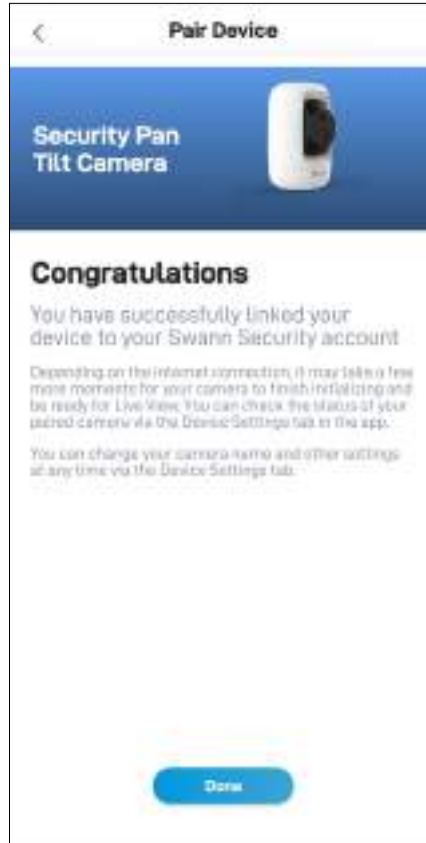 Pair Device
Security Pan
Tilt Camera
Congratulations
You have successfully linked your
device to your Swann Security account
Depending on the internet connection, it may take a few
more moments for your camera to finish initializing and
be ready for Live View. You can check the status of your
paired camera via the Device Settings tab in the app.
You can change your camera name and other settings
at any time via the Device Settings tab.
Done